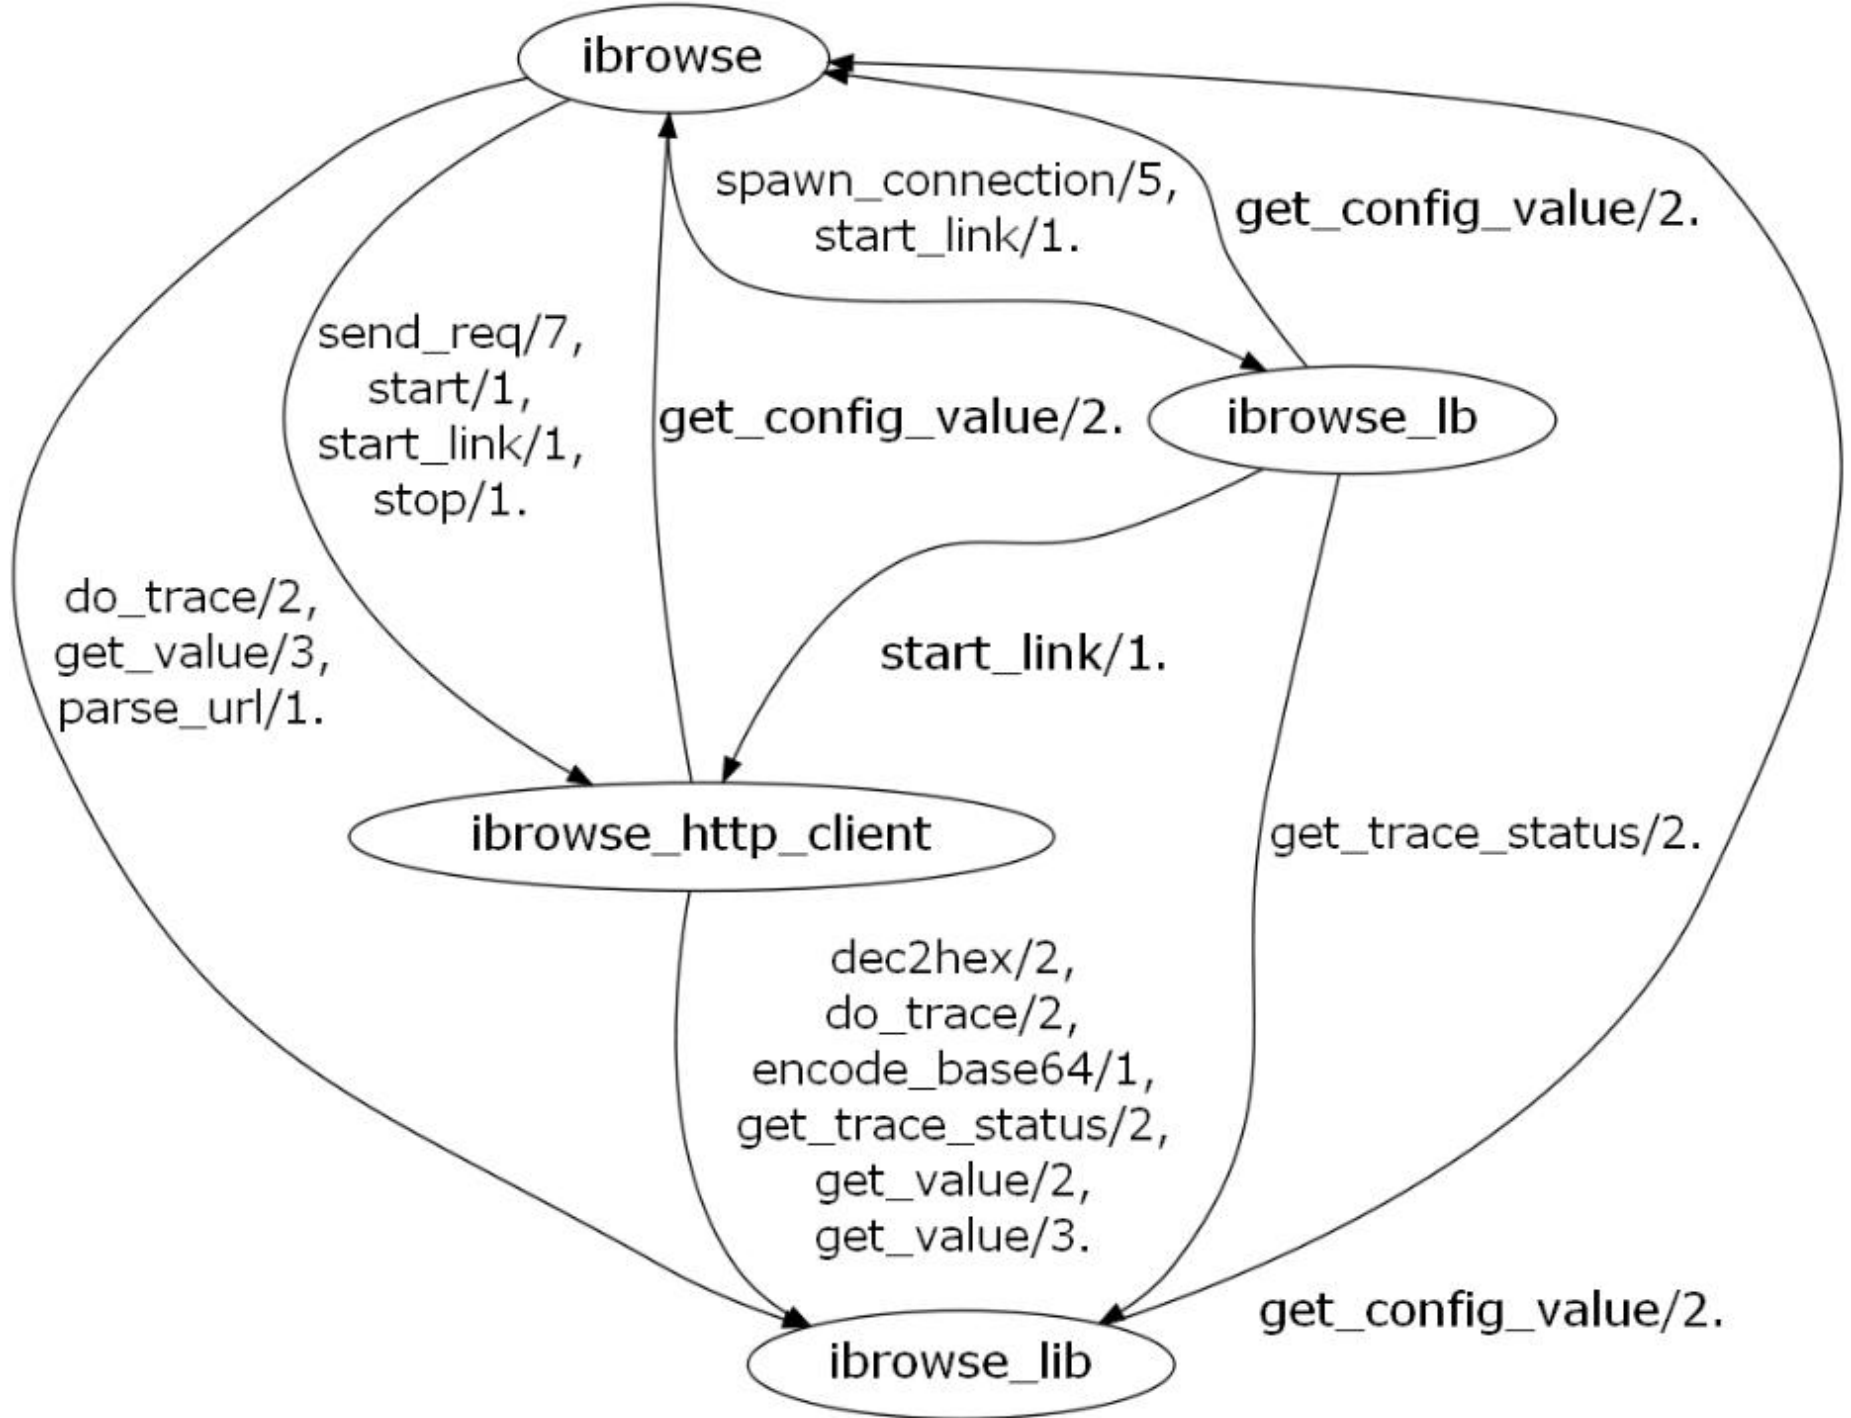 ibrowse
spawn_connection/5,
start_link/1.
get_config_value/2.
send_req/7,
start/1,
start_link/1,
stop/1.
get_config_value/2.
ibrowse_lb
do_trace/2,
get_value/3,
parse_url/1.
start_link/1.
ibrowse_http_client
get_trace_status/2.
dec2hex/2,
do_trace/2,
encode_base64/1,
get_trace_status/2,
get_value/2,
get_value/3.
get_config_value/2.
ibrowse_lib